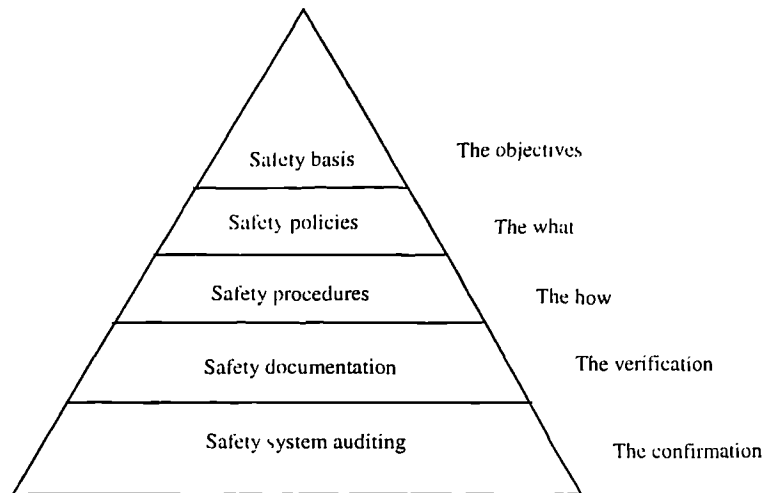 Safety basis The objectives
Safety policies The what
Safety procedures The how
Safety documentation The verification
Safety system auditing The confirmation